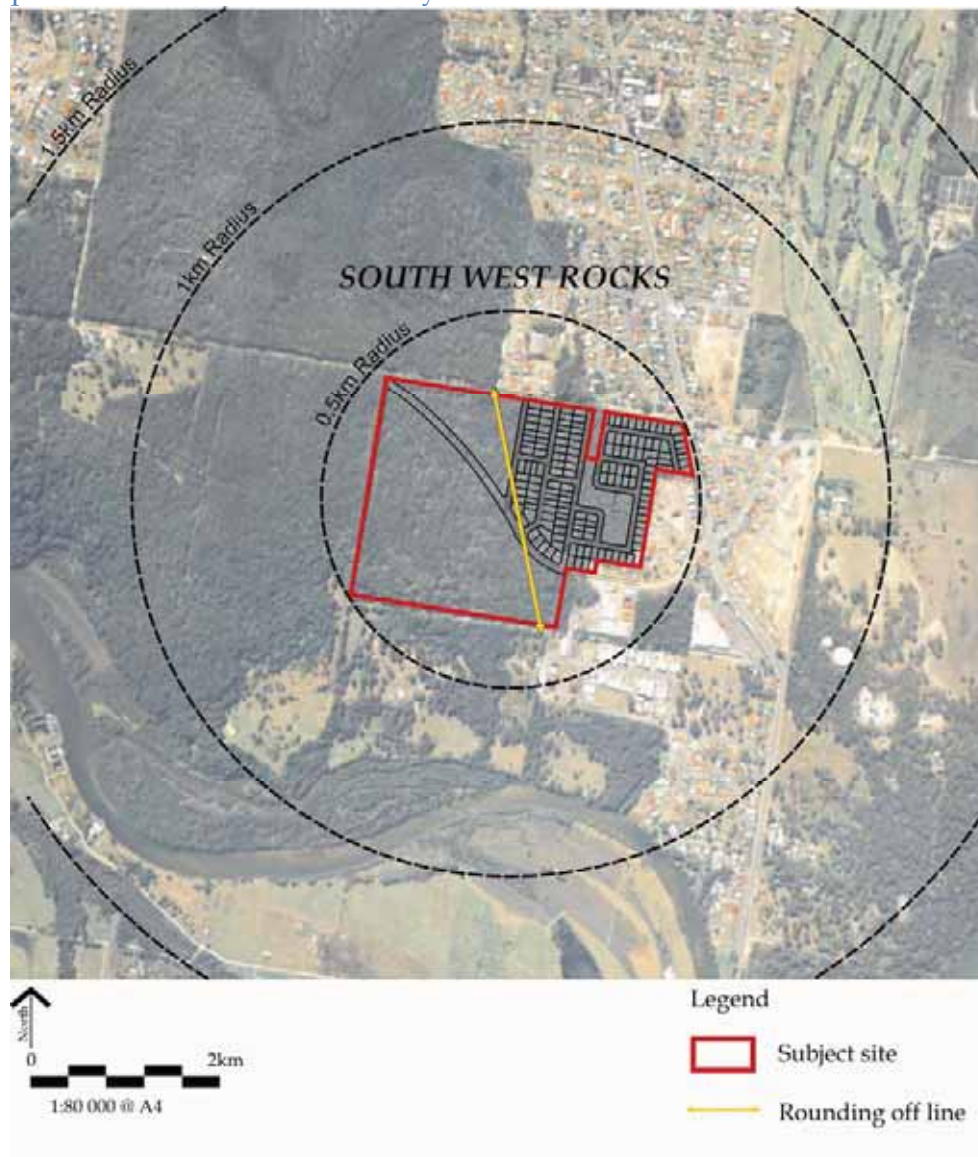 1.5km Radius
1km Radius
SOUTH WEST ROCKS
0.5km Radius
North
0 2km
1:80 000 @ A4
Legend
Subject site
Rounding off line